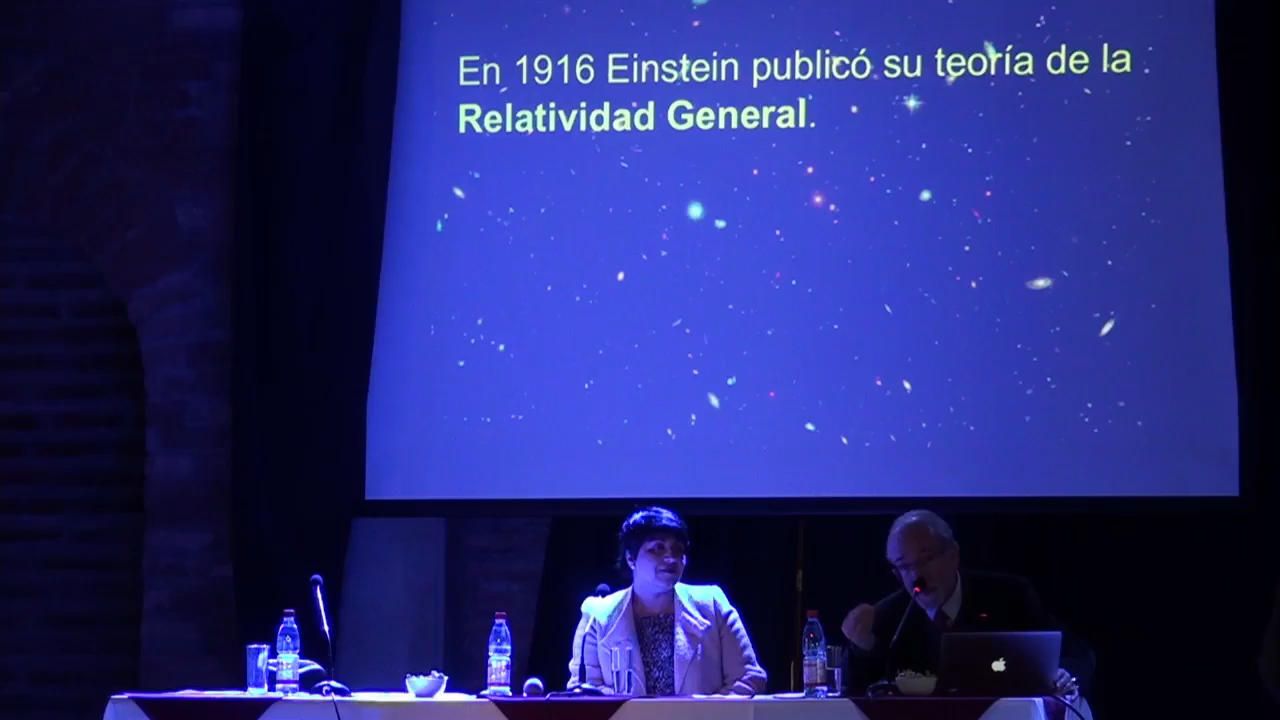 En 1916 Einstein publicó su teoría de la
Relatividad General.